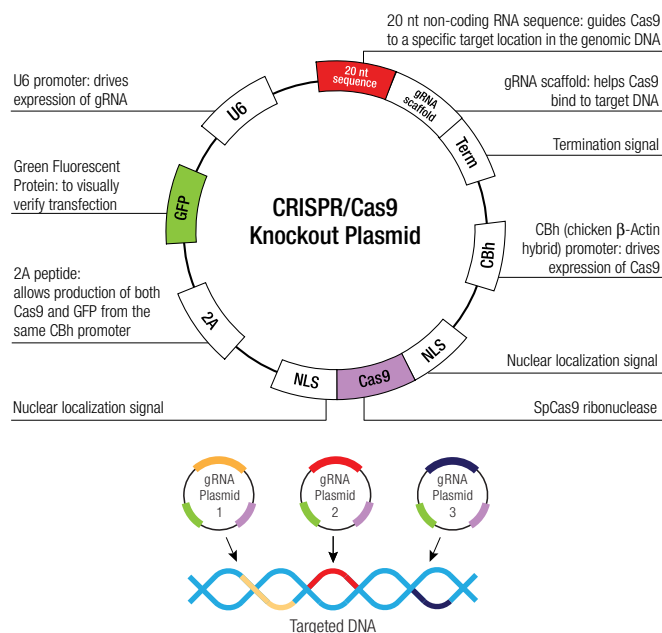 20 nt non-coding RNA sequence: guides Cas9
to a specific target location in the genomic DNA
20 nt
sequence
gRNA
scaffold
Term
U6
U6 promoter: drives
expression of gRNA
gRNA scaffold: helps Cas9
bind to target DNA
Termination signal
Green Fluorescent
Protein: to visually
verify transfection
GFP
CRISPR/Cas9
Knockout Plasmid
CBh
CBh (chicken β-Actin
hybrid) promoter: drives
expression of Cas9
2A peptide:
allows production of both
Cas9 and GFP from the
same CBh promoter
2A
NLS
Cas9
NLS
Nuclear localization signal
Nuclear localization signal
SpCas9 ribonuclease
gRNA
Plasmid
1
gRNA
Plasmid
2
gRNA
Plasmid
3
Targeted DNA